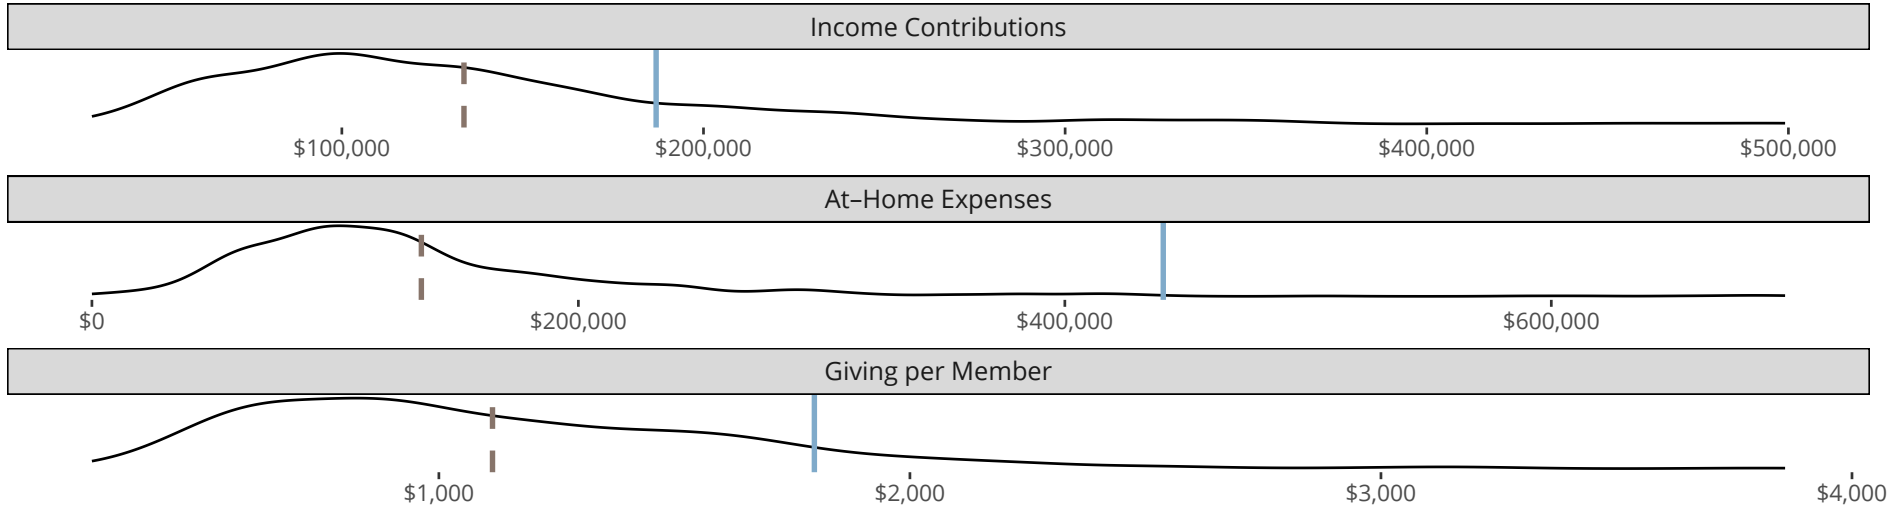 Income Contributions
$100,000 $200,000 $300,000 $400,000 $500,000
At–Home Expenses
$0 $200,000 $400,000 $600,000
Giving per Member
$1,000 $2,000 $3,000 $4,000